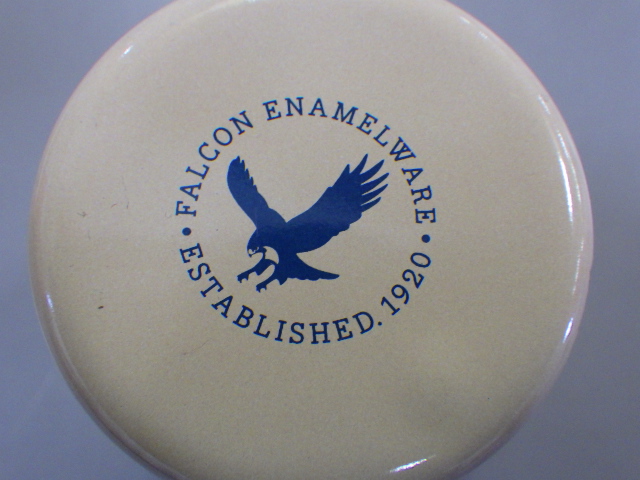 • FALCON ENAMELWARE •
ESTABLISHED. 1920